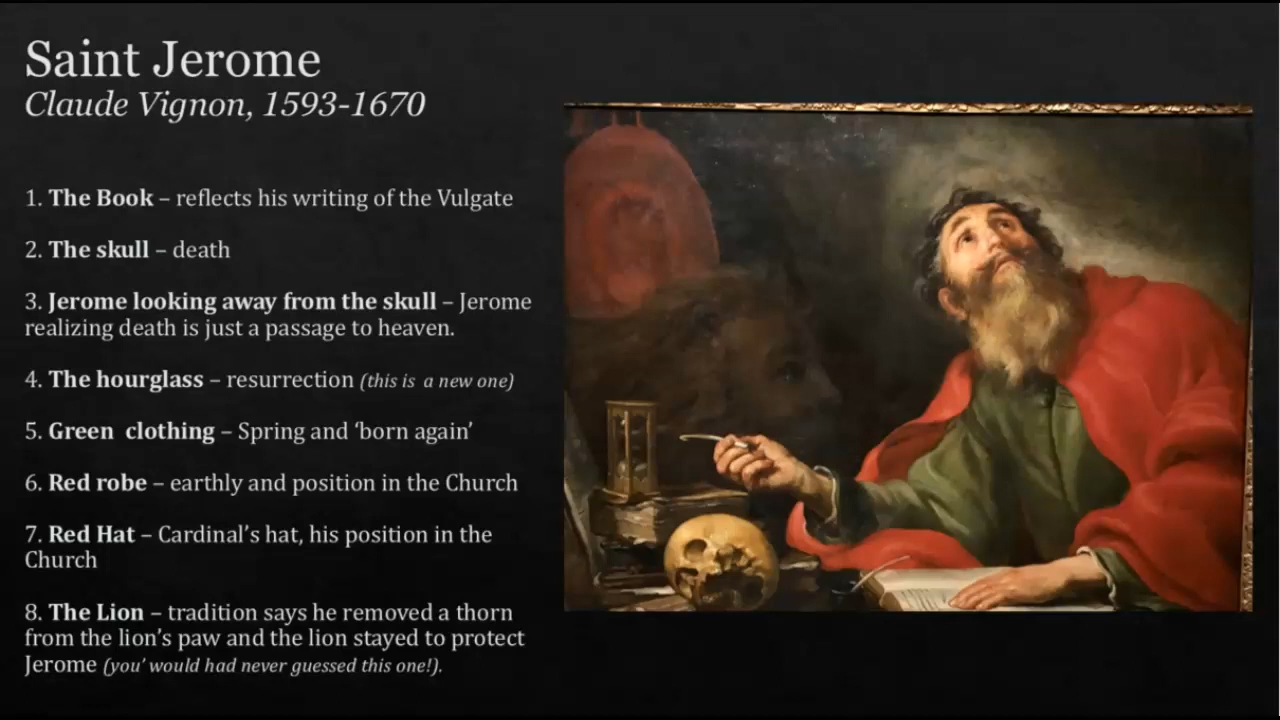 Saint Jerome
Claude Vignon, 1593-1670
1. The Book – reflects his writing of the Vulgate
2. The skull – death
3. Jerome looking away from the skull – Jerome
realizing death is just a passage to heaven.
4. The hourglass – resurrection (this is a new one)
5. Green clothing – Spring and ‘born again’
6. Red robe – earthly and position in the Church
7. Red Hat – Cardinal’s hat, his position in the
Church
8. The Lion – tradition says he removed a thorn
from the lion’s paw and the lion stayed to protect
Jerome (you’ would had never guessed this one!).